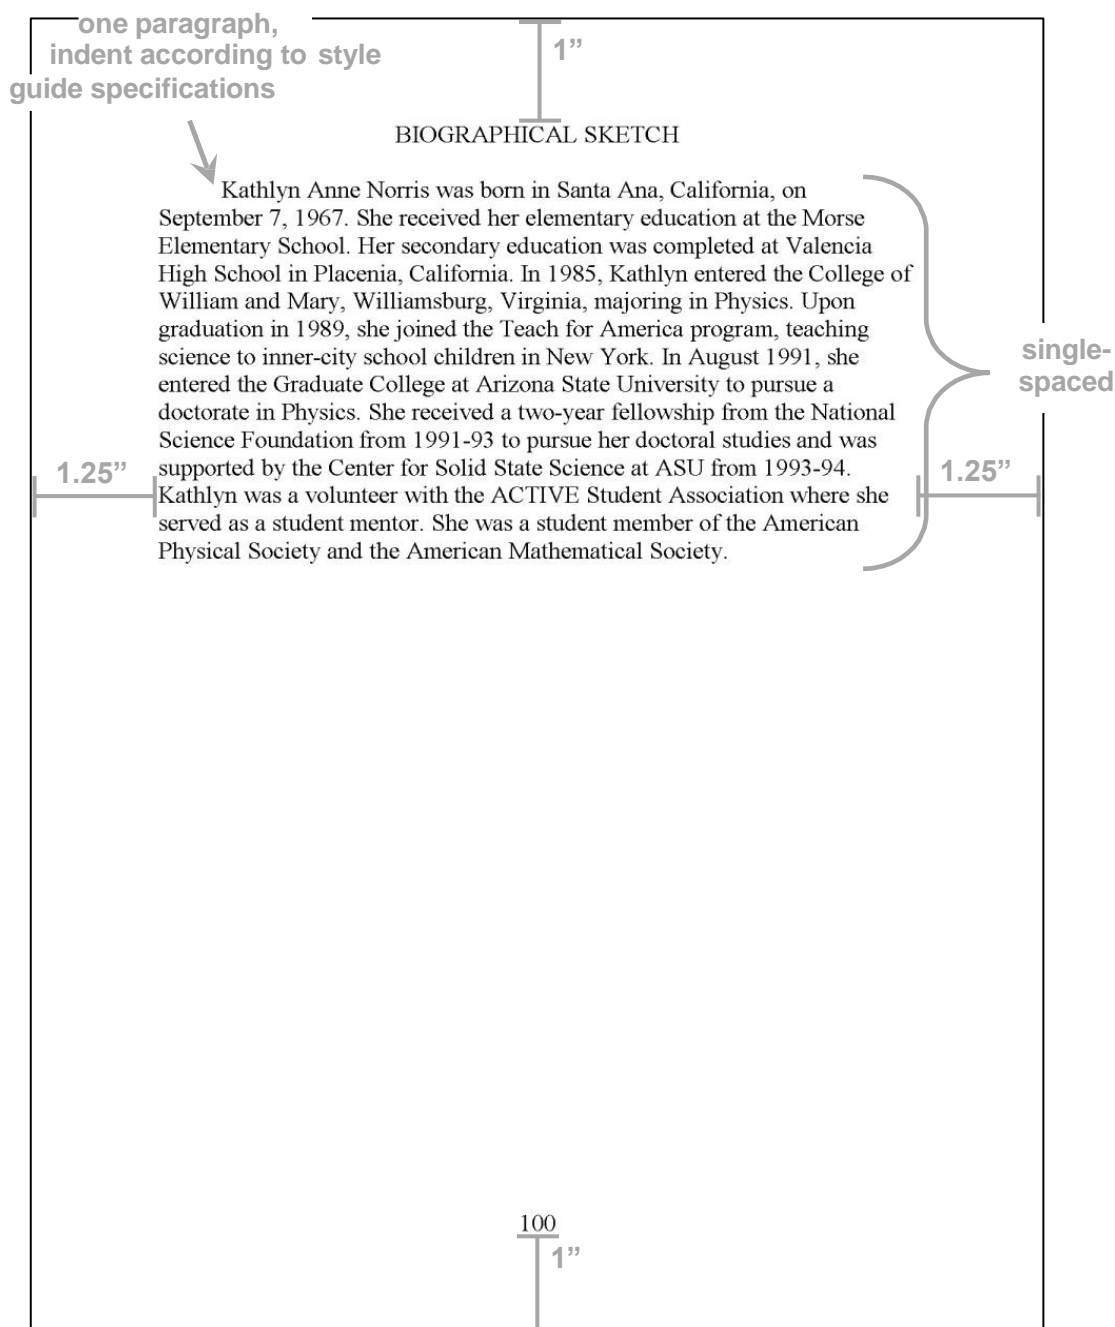 one paragraph,
indent according to style
guide specifications
1”
BIOGRAPHICAL SKETCH
Kathlyn Anne Norris was born in Santa Ana, California, on
September 7, 1967. She received her elementary education at the Morse
Elementary School. Her secondary education was completed at Valencia
High School in Placenia, California. In 1985, Kathlyn entered the College of
William and Mary, Williamsburg, Virginia, majoring in Physics. Upon
graduation in 1989, she joined the Teach for America program, teaching
science to inner-city school children in New York. In August 1991, she
entered the Graduate College at Arizona State University to pursue a
doctorate in Physics. She received a two-year fellowship from the National
Science Foundation from 1991-93 to pursue her doctoral studies and was
supported by the Center for Solid State Science at ASU from 1993-94.
Kathlyn was a volunteer with the ACTIVE Student Association where she
served as a student mentor. She was a student member of the American
Physical Society and the American Mathematical Society.
single-
spaced
1.25”
1.25”
100
1”